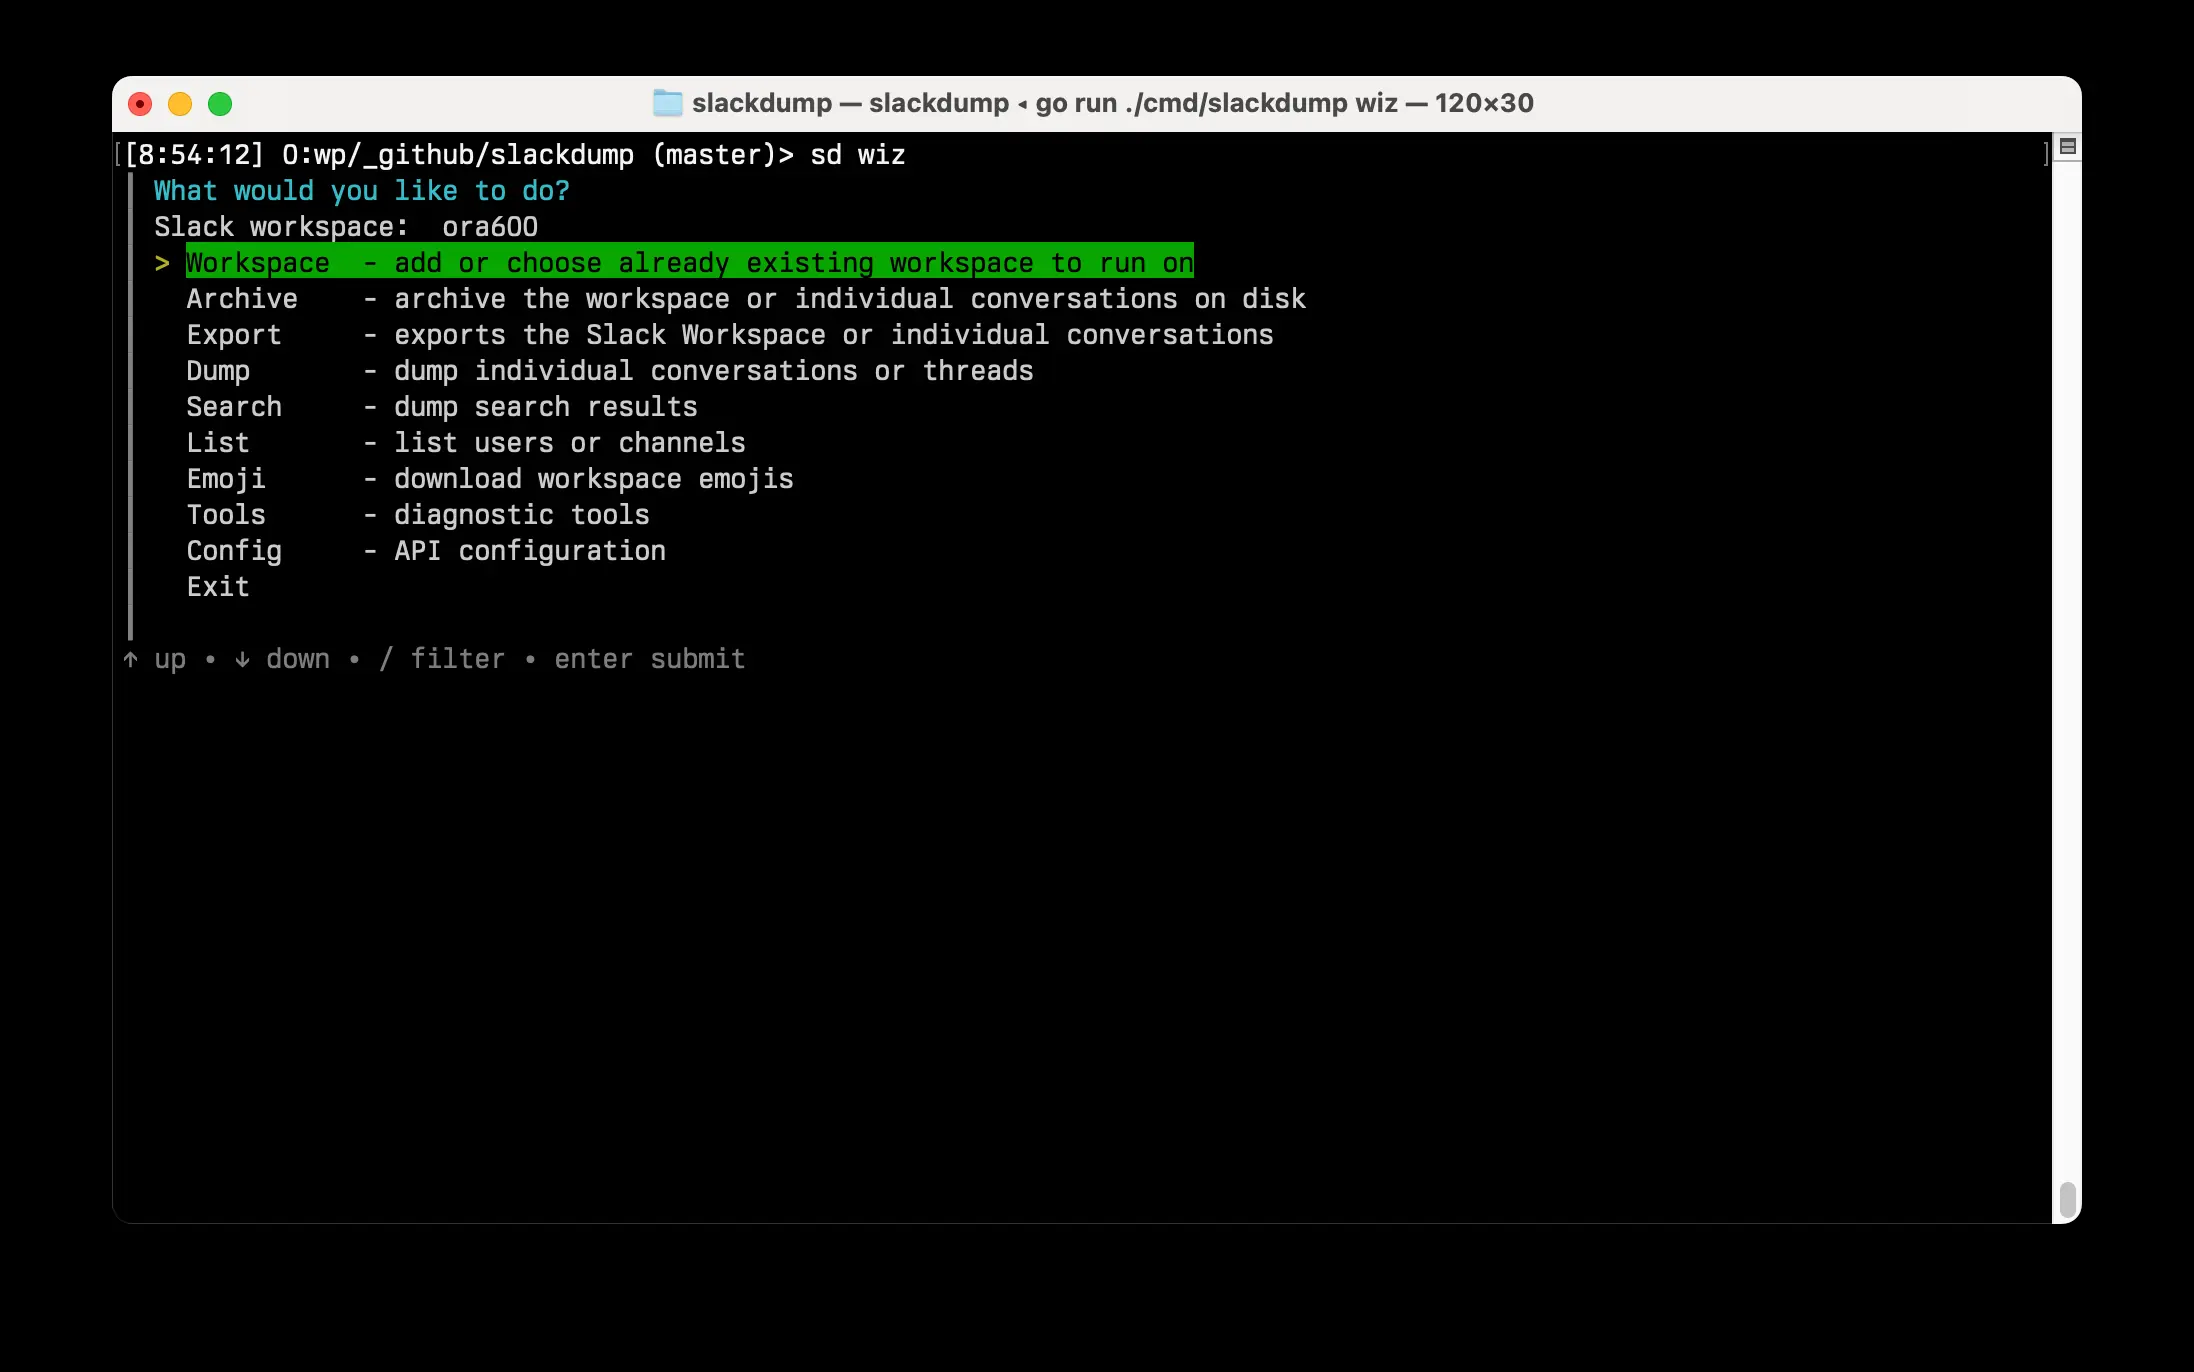 slackdump — slackdump ◂ go run ./cmd/slackdump wiz — 120×30
[8:54:12] 0:wp/_github/slackdump (master)> sd wiz
What would you like to do?
Slack workspace:  ora600
> Workspace  - add or choose already existing workspace to run on
Archive    - archive the workspace or individual conversations on disk
Export     - exports the Slack Workspace or individual conversations
Dump       - dump individual conversations or threads
Search     - dump search results
List       - list users or channels
Emoji      - download workspace emojis
Tools      - diagnostic tools
Config     - API configuration
Exit
↑ up • ↓ down • / filter • enter submit